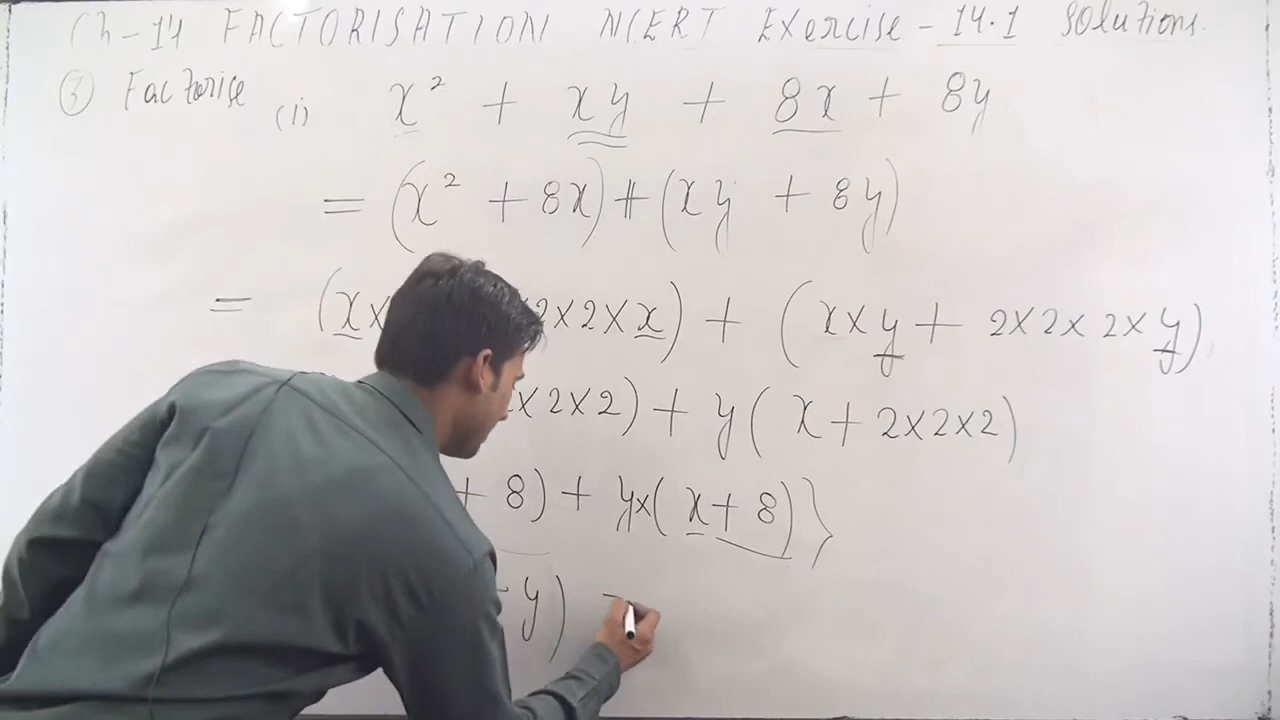 Ch-14 FACTORISATION NCERT Exercise-14.1 Solutions.
③ Factorise (i) x² + xy + 8x + 8y
= (x² + 8x) + (xy + 8y)
= (x× 2×2×x) + (x×y + 2×2×2×y)
×2×2) + y(x + 2×2×2)
+ 8) + y×(x + 8)}
y) =